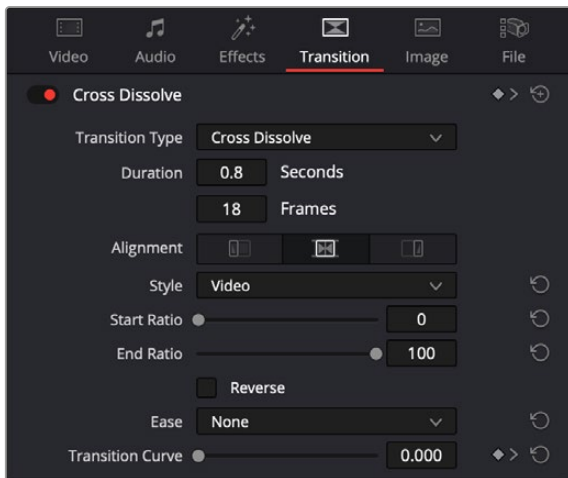 Video Audio Effects Transition Image File
Cross Dissolve
Transition Type Cross Dissolve
Duration 0.8 Seconds
18 Frames
Alignment
Style Video
Start Ratio 0
End Ratio 100
Reverse
Ease None
Transition Curve 0.000